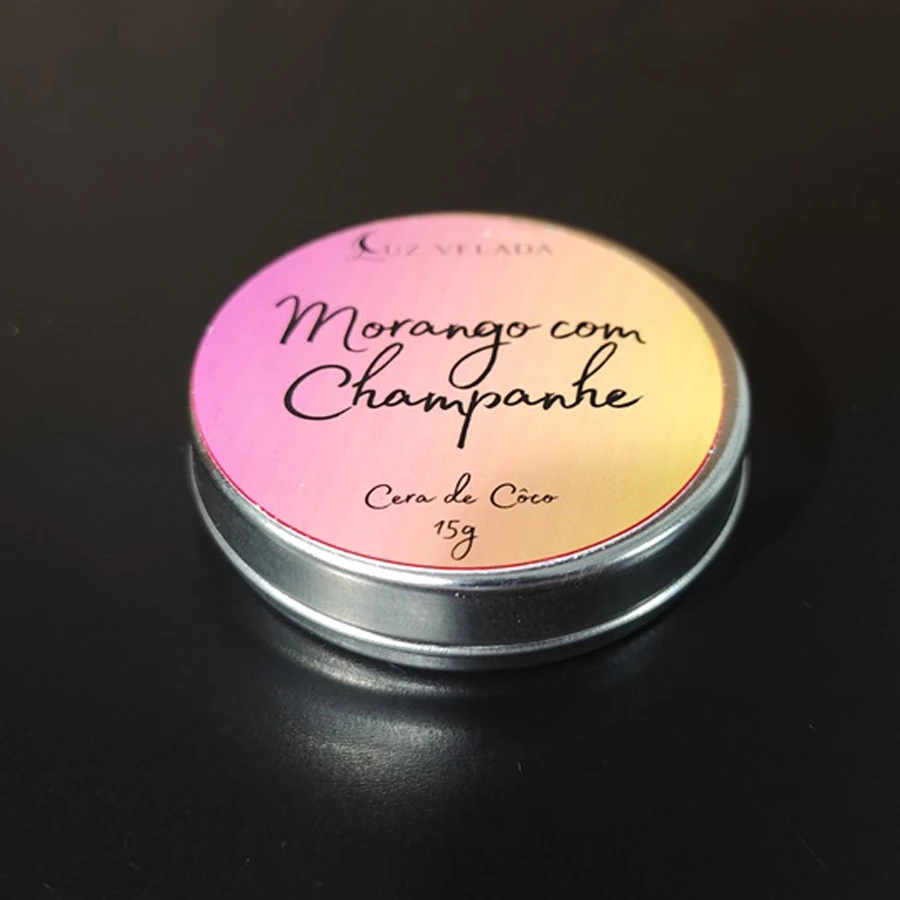 LUZ VELADA
Morango com
Champanhe
Cera de Côco
15g